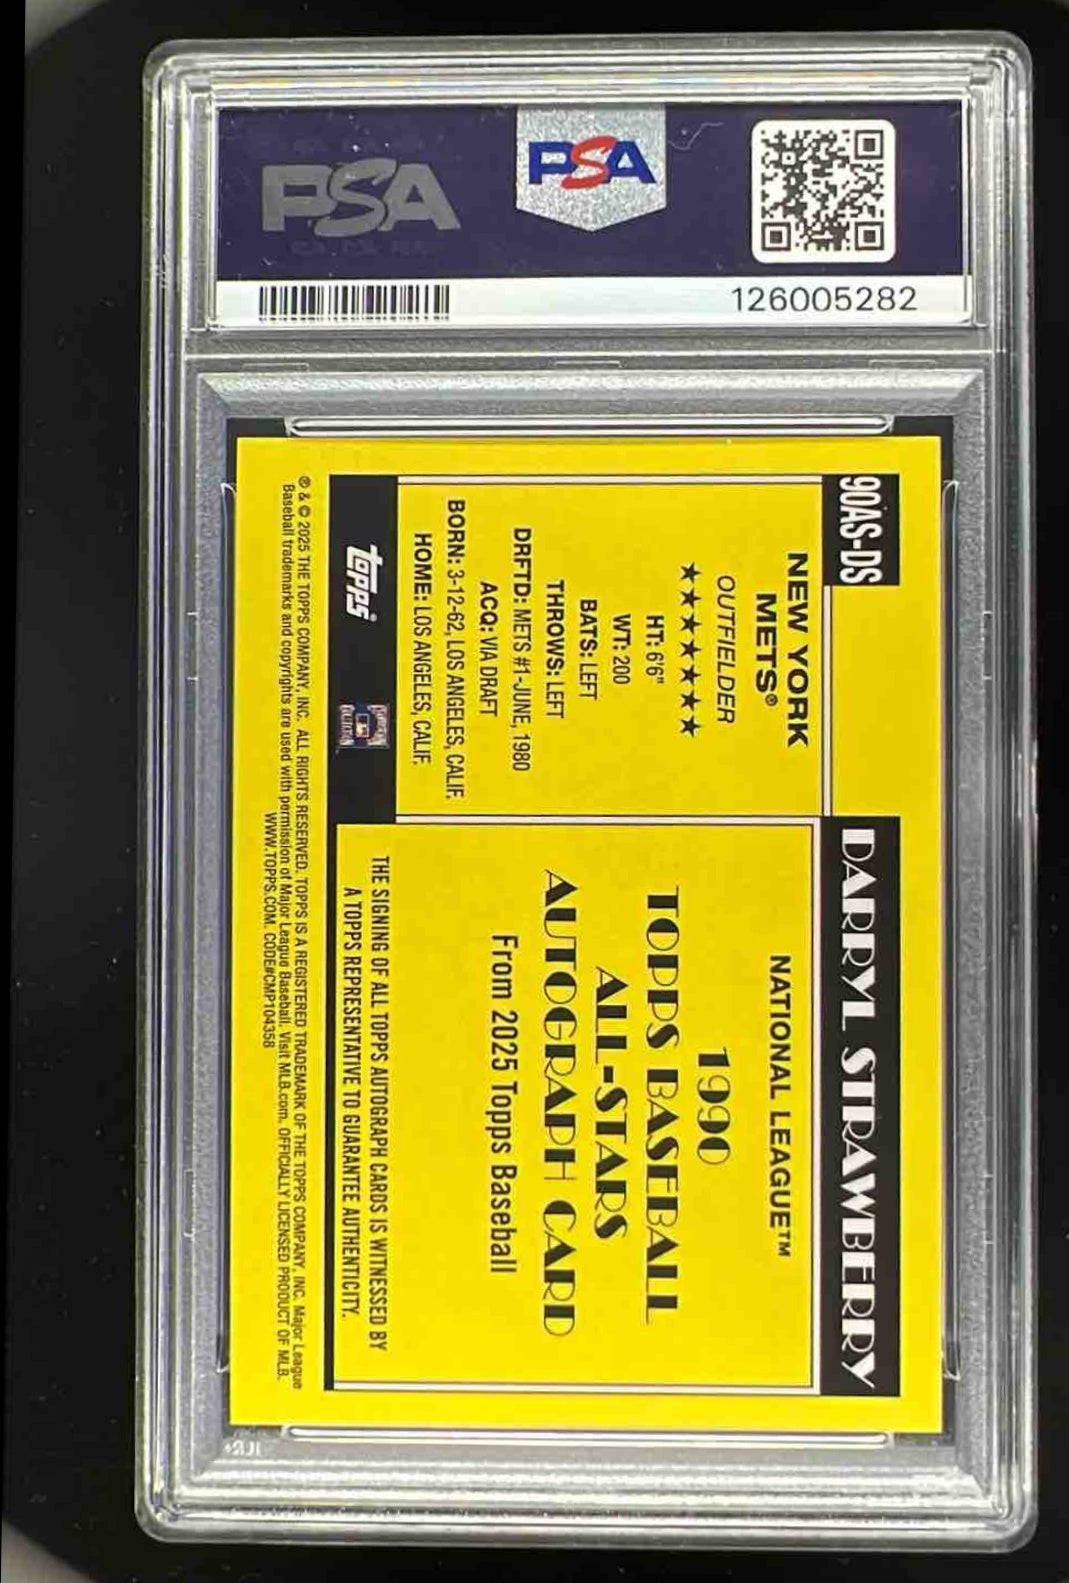 PSA
PSA
126005282
90AS-DS
DARRYL STRAWBERRY
NEW YORK
METS®
OUTFIELDER
★★★★★★★
HT: 6'6"
WT: 200
BATS: LEFT
THROWS: LEFT
DRFTD: METS #1-JUNE, 1980
ACQ: VIA DRAFT
BORN: 3-12-62, LOS ANGELES, CALIF.
HOME: LOS ANGELES, CALIF.
topps
NATIONAL LEAGUE™
1990
TOPPS BASEBALL
ALL-STARS
AUTOGRAPH CARD
From 2025 Topps Baseball
THE SIGNING OF ALL TOPPS AUTOGRAPH CARDS IS WITNESSED BY
A TOPPS REPRESENTATIVE TO GUARANTEE AUTHENTICITY.
® & © 2025 THE TOPPS COMPANY, INC. ALL RIGHTS RESERVED. TOPPS IS A REGISTERED TRADEMARK OF THE TOPPS COMPANY, INC. Major League
Baseball trademarks and copyrights are used with permission of Major League Baseball. Visit MLB.com. OFFICIALLY LICENSED PRODUCT OF MLB.
WWW.TOPPS.COM. CODE#CMP104358